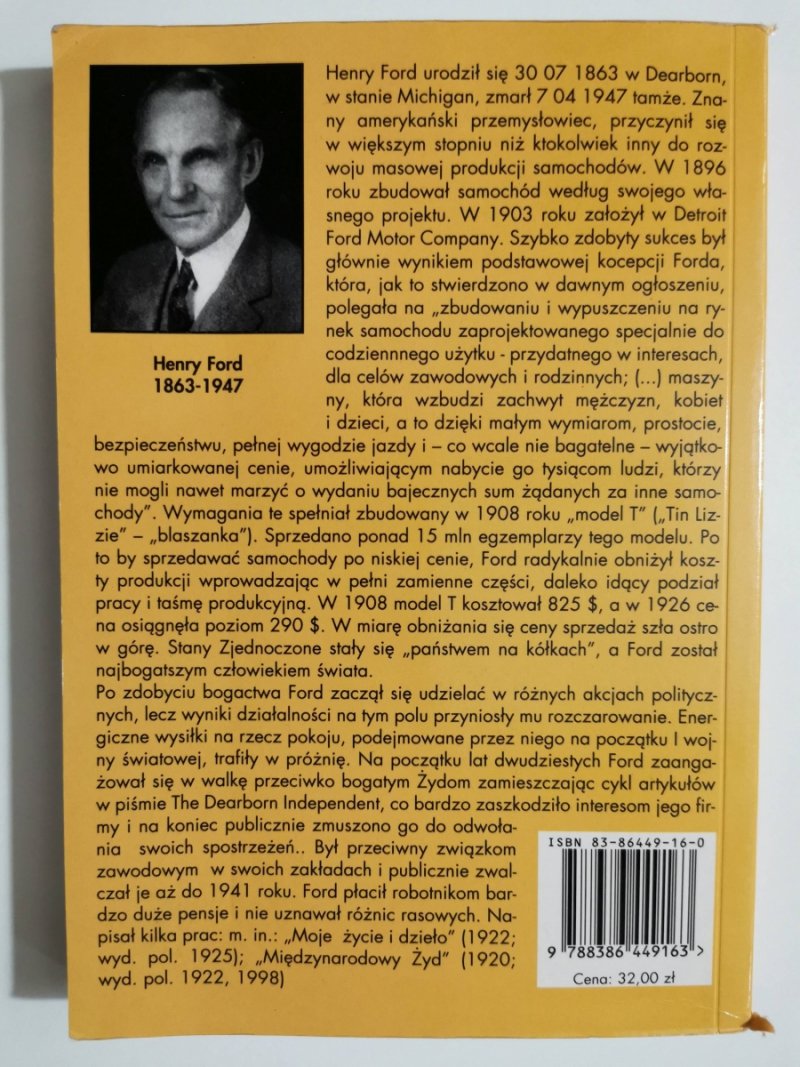 Henry Ford urodził się 30 07 1863 w Dearborn,
w stanie Michigan, zmarł 7 04 1947 tamże. Zna-
ny amerykański przemysłowiec, przyczynił się
w większym stopniu niż ktokolwiek inny do roz-
woju masowej produkcji samochodów. W 1896
roku zbudował samochód według swojego wła-
snego projektu. W 1903 roku założył w Detroit
Ford Motor Company. Szybko zdobyty sukces był
głównie wynikiem podstawowej kocepcji Forda,
która, jak to stwierdzono w dawnym ogłoszeniu,
polegała na „zbudowaniu i wypuszczeniu na ry-
nek samochodu zaprojektowanego specjalnie do
codziennnego użytku - przydatnego w interesach,
dla celów zawodowych i rodzinnych; (...) maszy-
ny, która wzbudzi zachwyt mężczyzn, kobiet
i dzieci, a to dzięki małym wymiarom, prostocie,
bezpieczeństwu, pełnej wygodzie jazdy i – co wcale nie bagatelne – wyjątko-
wo umiarkowanej cenie, umożliwiającym nabycie go tysiącom ludzi, którzy
nie mogli nawet marzyć o wydaniu bajecznych sum żądanych za inne samo-
chody”. Wymagania te spełniał zbudowany w 1908 roku „model T” („Tin Liz-
zie” – „blaszanka”). Sprzedano ponad 15 mln egzemplarzy tego modelu. Po
to by sprzedawać samochody po niskiej cenie, Ford radykalnie obniżył kosz-
ty produkcji wprowadzając w pełni zamienne części, daleko idący podział
pracy i taśmę produkcyjną. W 1908 model T kosztował 825 $, a w 1926 ce-
na osiągnęła poziom 290 $. W miarę obniżania się ceny sprzedaż szła ostro
w górę. Stany Zjednoczone stały się „państwem na kółkach”, a Ford został
najbogatszym człowiekiem świata.
Po zdobyciu bogactwa Ford zaczął się udzielać w różnych akcjach politycz-
nych, lecz wyniki działalności na tym polu przyniosły mu rozczarowanie. Ener-
giczne wysiłki na rzecz pokoju, podejmowane przez niego na początku I woj-
ny światowej, trafiły w próżnię. Na początku lat dwudziestych Ford zaanga-
żował się w walkę przeciwko bogatym Żydom zamieszczając cykl artykułów
w piśmie The Dearborn Independent, co bardzo zaszkodziło interesom jego fir-
my i na koniec publicznie zmuszono go do odwoła-
nia swoich spostrzeżeń.. Był przeciwny związkom
zawodowym w swoich zakładach i publicznie zwal-
czał je aż do 1941 roku. Ford płacił robotnikom bar-
dzo duże pensje i nie uznawał różnic rasowych. Na-
pisał kilka prac: m. in.: „Moje życie i dzieło” (1922;
wyd. pol. 1925); „Międzynarodowy Żyd” (1920;
wyd. pol. 1922, 1998)
Henry Ford
1863-1947
ISBN 83-86449-16-0
9 788386 449163 >
Cena: 32,00 zł